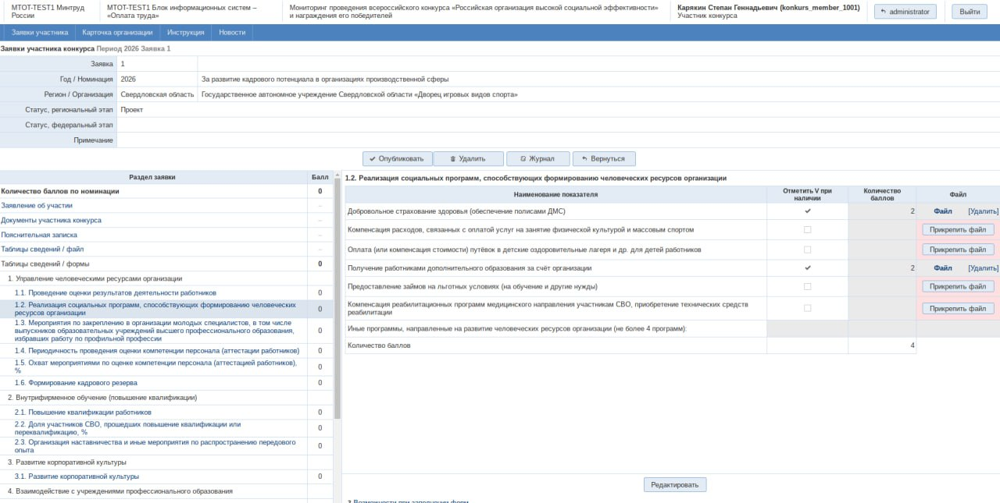 МТОТ-TEST1 Минтруд
России
МТОТ-TEST1 Блок информационных систем –
«Оплата труда»
Мониторинг проведения всероссийского конкурса «Российская организация высокой социальной эффективности»
и награждения его победителей
Карякин Степан Геннадьевич (konkurs_member_1001)
Участник конкурса
administrator
Выйти
Заявки участника
Карточка организации
Инструкция
Новости
Заявки участника конкурса Период 2026 Заявка 1
Заявка 1
Год / Номинация 2026 За развитие кадрового потенциала в организациях производственной сферы
Регион / Организация Свердловская область Государственное автономное учреждение Свердловской области «Дворец игровых видов спорта»
Статус, региональный этап Проект
Статус, федеральный этап
Примечание
Опубликовать
Удалить
Журнал
Вернуться
Раздел заявки Балл
Количество баллов по номинации 0
Заявление об участии –
Документы участника конкурса –
Пояснительная записка –
Таблицы сведений / файл –
Таблицы сведений / формы 0
1. Управление человеческими ресурсами организации
1.1. Проведение оценки результатов деятельности работников 0
1.2. Реализация социальных программ, способствующих формированию человеческих
ресурсов организации 0
1.3. Мероприятия по закреплению в организации молодых специалистов, в том числе
выпускников образовательных учреждений высшего профессионального образования, 0
избравших работу по профильной профессии
1.4. Периодичность проведения оценки компетенции персонала (аттестации работников) 0
1.5. Охват мероприятиями по оценке компетенции персонала (аттестацией работников), 0
%
1.6. Формирование кадрового резерва 0
2. Внутрифирменное обучение (повышение квалификации)
2.1. Повышение квалификации работников 0
2.2. Доля участников СВО, прошедших повышение квалификации или 0
переквалификацию, %
2.3. Организация наставничества и иные мероприятия по распространению передового 0
опыта
3. Развитие корпоративной культуры
3.1. Развитие корпоративной культуры 0
4. Взаимодействие с учреждениями профессионального образования
1.2. Реализация социальных программ, способствующих формированию человеческих ресурсов организации
Наименование показателя
Отметить V при
наличии
Количество
баллов
Файл
Добровольное страхование здоровья (обеспечение полисами ДМС) 2 Файл [Удалить]
Компенсация расходов, связанных с оплатой услуг на занятие физической культурой и массовым спортом Прикрепить файл
Оплата (или компенсация стоимости) путёвок в детские оздоровительные лагеря и др. для детей работников Прикрепить файл
Получение работниками дополнительного образования за счёт организации 2 Файл [Удалить]
Предоставление займов на льготных условиях (на обучение и другие нужды) Прикрепить файл
Компенсация реабилитационных программ медицинского направления участникам СВО, приобретение технических средств
реабилитации Прикрепить файл
Иные программы, направленные на развитие человеческих ресурсов организации (не более 4 программ):
Количество баллов 4
Редактировать
Возможности при заполнении форм